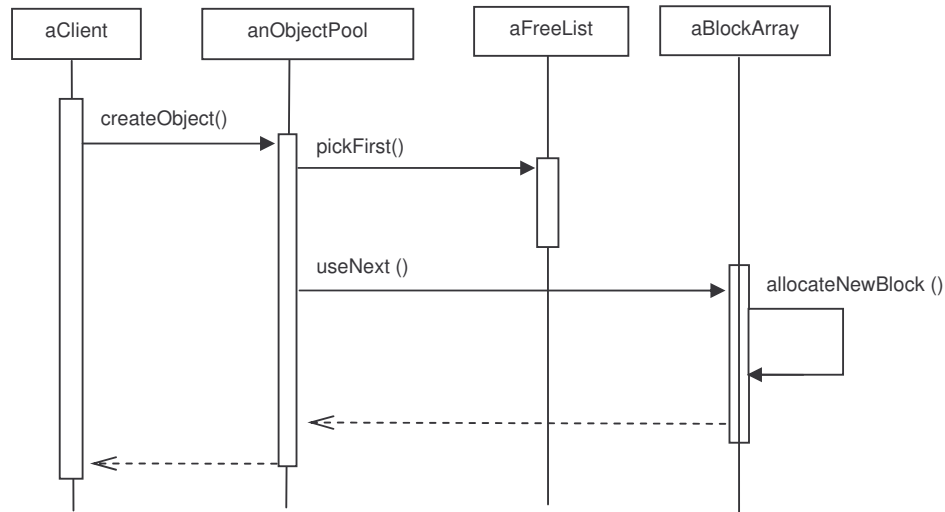 aClient
anObjectPool
aFreeList
aBlockArray
createObject()
pickFirst()
useNext ()
allocateNewBlock ()